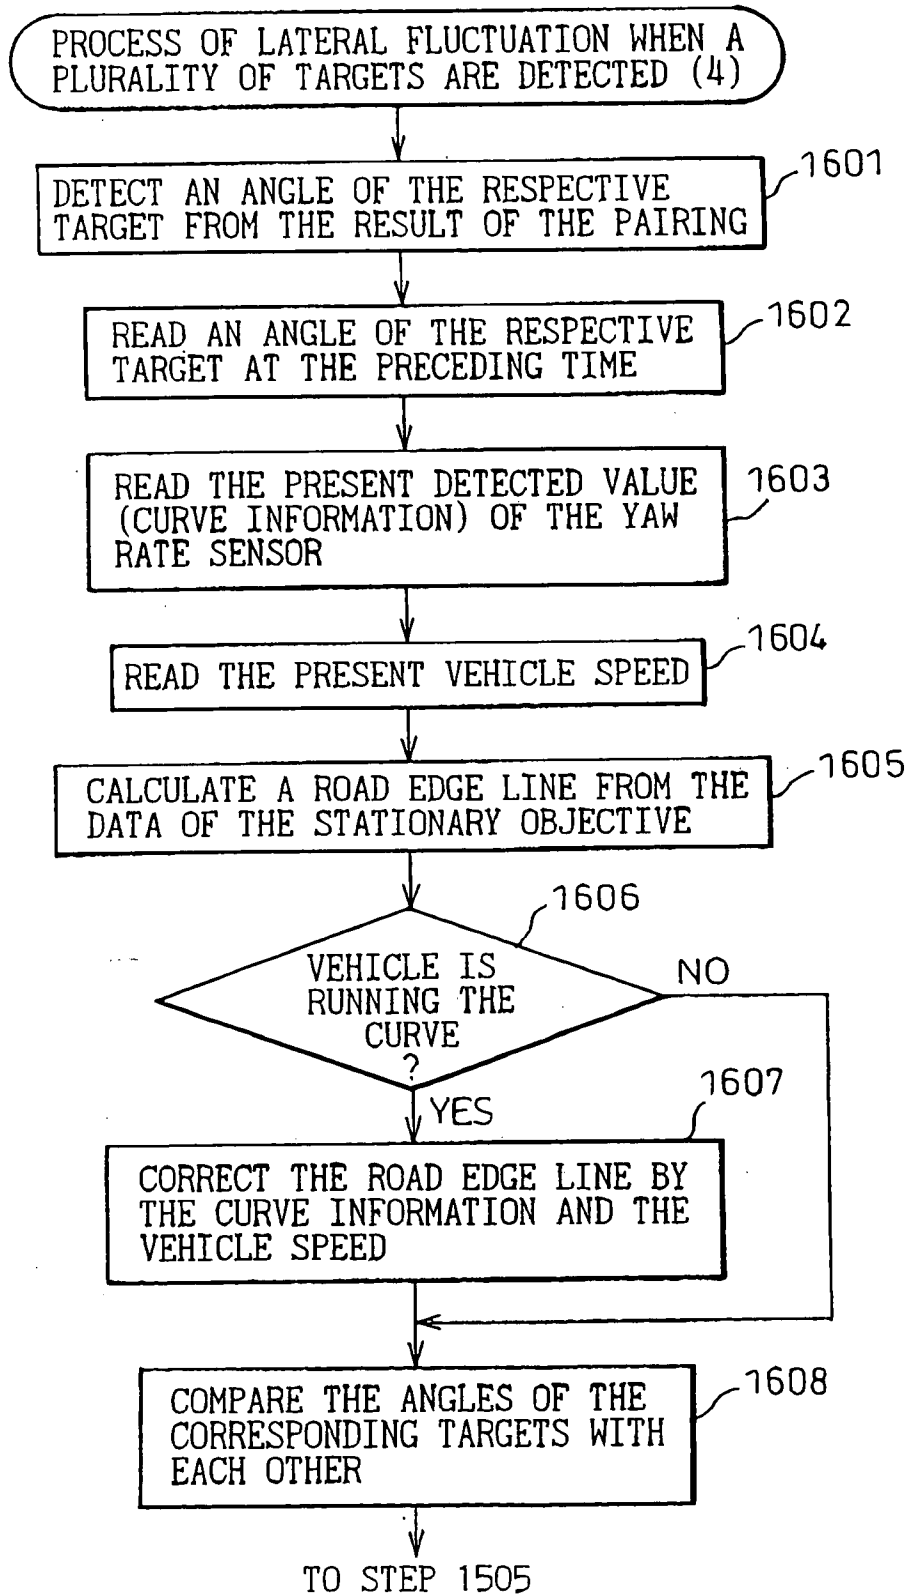 PROCESS OF LATERAL FLUCTUATION WHEN A
PLURALITY OF TARGETS ARE DETECTED (4)
1601
DETECT AN ANGLE OF THE RESPECTIVE
TARGET FROM THE RESULT OF THE PAIRING
1602
READ AN ANGLE OF THE RESPECTIVE
TARGET AT THE PRECEDING TIME
1603
READ THE PRESENT DETECTED VALUE
(CURVE INFORMATION) OF THE YAW
RATE SENSOR
1604
READ THE PRESENT VEHICLE SPEED
1605
CALCULATE A ROAD EDGE LINE FROM THE
DATA OF THE STATIONARY OBJECTIVE
1606
VEHICLE IS
RUNNING THE
CURVE
?
NO
YES
1607
CORRECT THE ROAD EDGE LINE BY
THE CURVE INFORMATION AND THE
VEHICLE SPEED
1608
COMPARE THE ANGLES OF THE
CORRESPONDING TARGETS WITH
EACH OTHER
TO STEP 1505